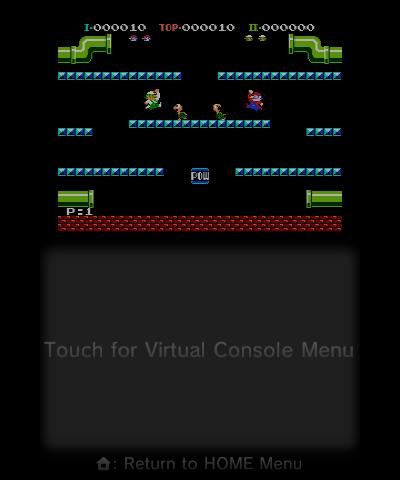 I-000010 TOP-000010 II-000000
POW
P=1
Touch for Virtual Console Menu
: Return to HOME Menu